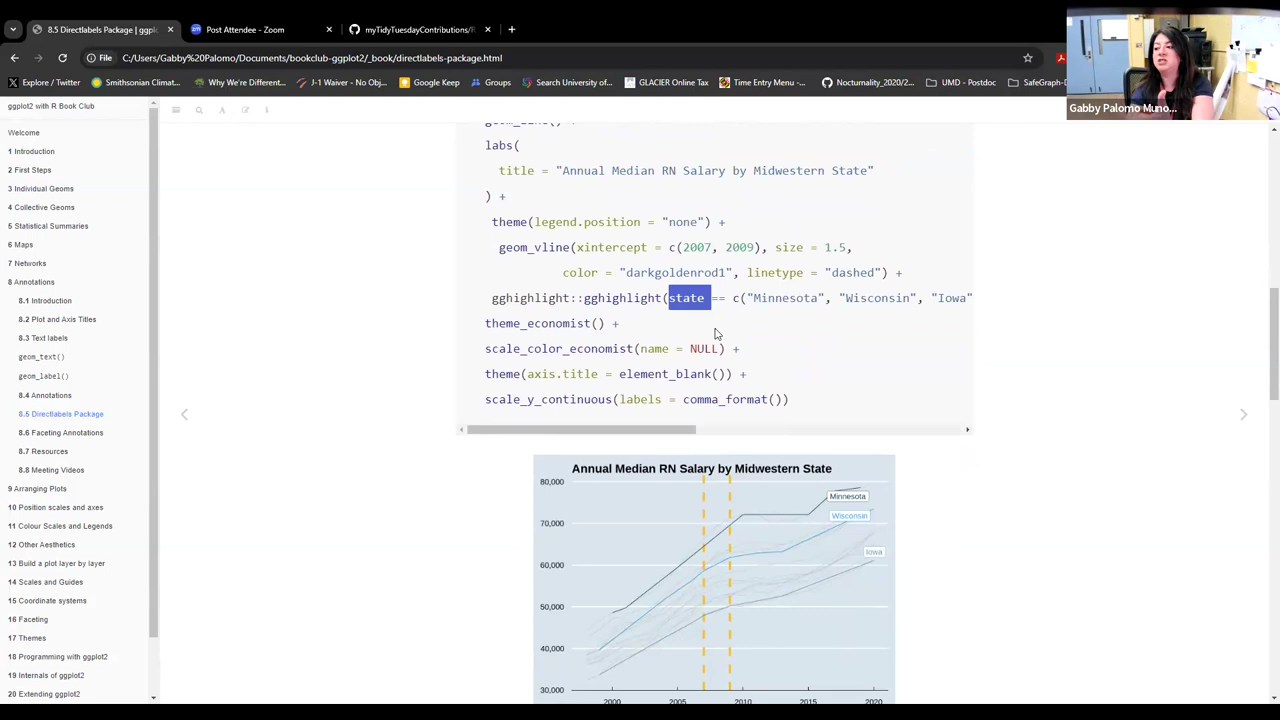 8.5 Directlabels Package | ggplo
Post Attendee - Zoom
myTidyTuesdayContributions/
File
C:/Users/Gabby%20Palomo/Documents/bookclub-ggplot2/_book/directlabels-package.html
Explore / Twitter
Smithsonian Climat...
Why We're Different...
J-1 Waiver - No Obj...
Google Keep
Search University of...
GLACIER Online Tax
Time Entry Menu -...
Nocturnality_2020/2...
UMD - Postdoc
SafeGraph-D
Gabby Palomo Muno...
ggplot2 with R Book Club
Welcome
1 Introduction
2 First Steps
3 Individual Geoms
4 Collective Geoms
5 Statistical Summaries
6 Maps
7 Networks
8 Annotations
8.1 Introduction
8.2 Plot and Axis Titles
8.3 Text labels
geom_text()
geom_label()
8.4 Annotations
8.5 Directlabels Package
8.6 Faceting Annotations
8.7 Resources
8.8 Meeting Videos
9 Arranging Plots
10 Position scales and axes
11 Colour Scales and Legends
12 Other Aesthetics
13 Build a plot layer by layer
14 Scales and Guides
15 Coordinate systems
16 Faceting
17 Themes
18 Programming with ggplot2
19 Internals of ggplot2
20 Extending ggplot2
geom_line() +
labs(
title = "Annual Median RN Salary by Midwestern State"
) +
theme(legend.position = "none") +
geom_vline(xintercept = c(2007, 2009), size = 1.5,
color = "darkgoldenrod1", linetype = "dashed") +
gghighlight::gghighlight(state == c("Minnesota", "Wisconsin", "Iowa"
theme_economist() +
scale_color_economist(name = NULL) +
theme(axis.title = element_blank()) +
scale_y_continuous(labels = comma_format())
Annual Median RN Salary by Midwestern State
80,000
Minnesota
Wisconsin
70,000
Iowa
60,000
50,000
40,000
30,000
2000 2005 2010 2015 2020